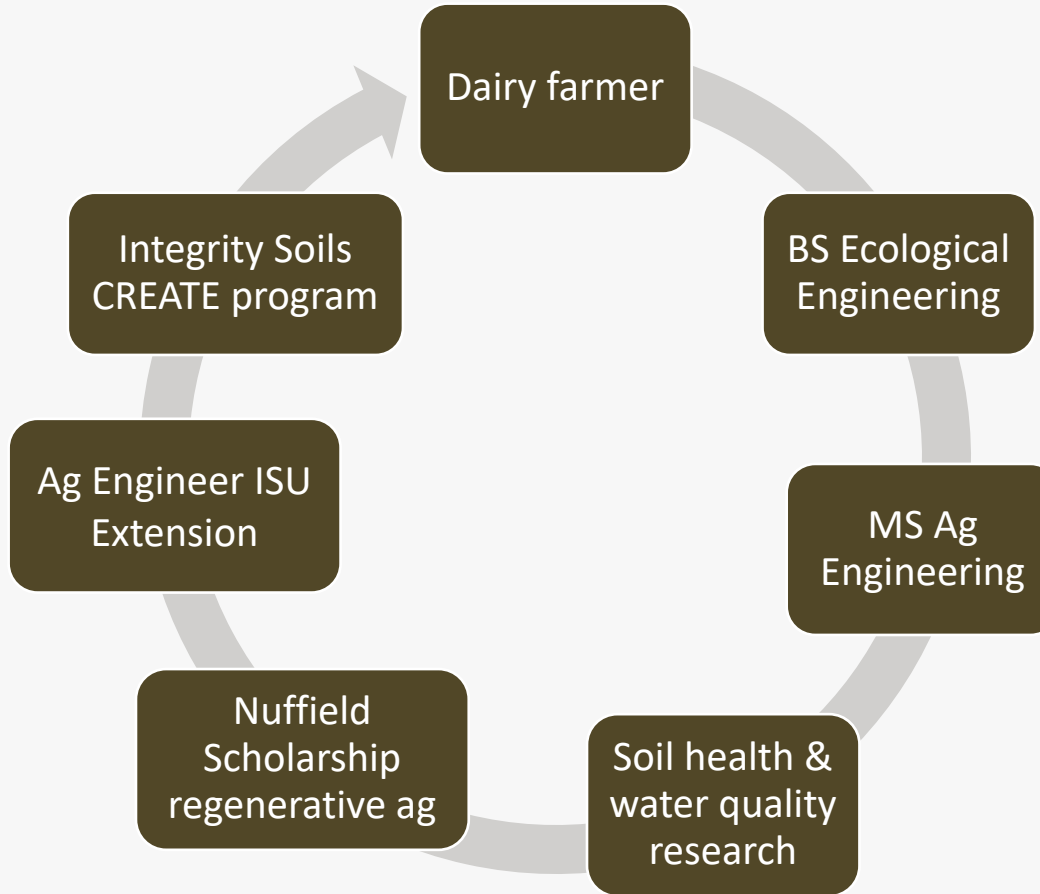 Dairy farmer
BS Ecological
Engineering
MS Ag
Engineering
Soil health &
water quality
research
Nuffield
Scholarship
regenerative ag
Ag Engineer ISU
Extension
Integrity Soils
CREATE program